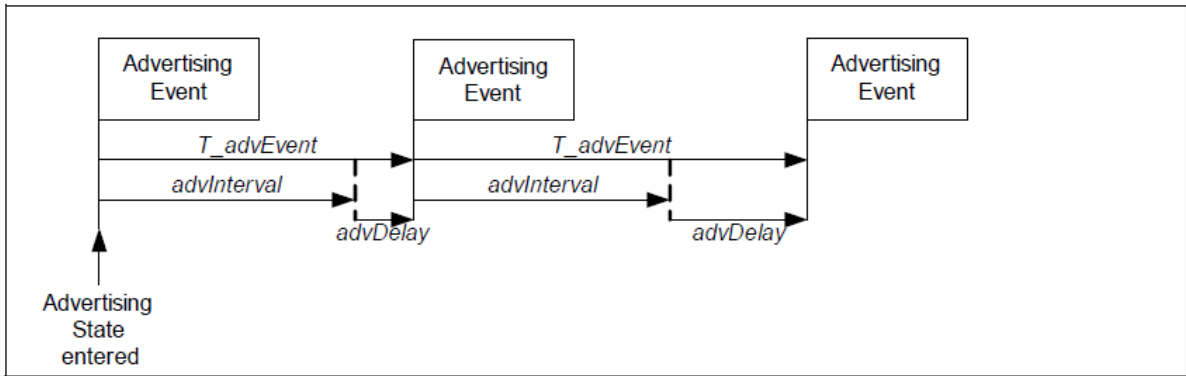 Advertising
Event
Advertising
Event
Advertising
Event
T_advEvent
T_advEvent
advInterval
advInterval
advDelay
advDelay
Advertising
State
entered